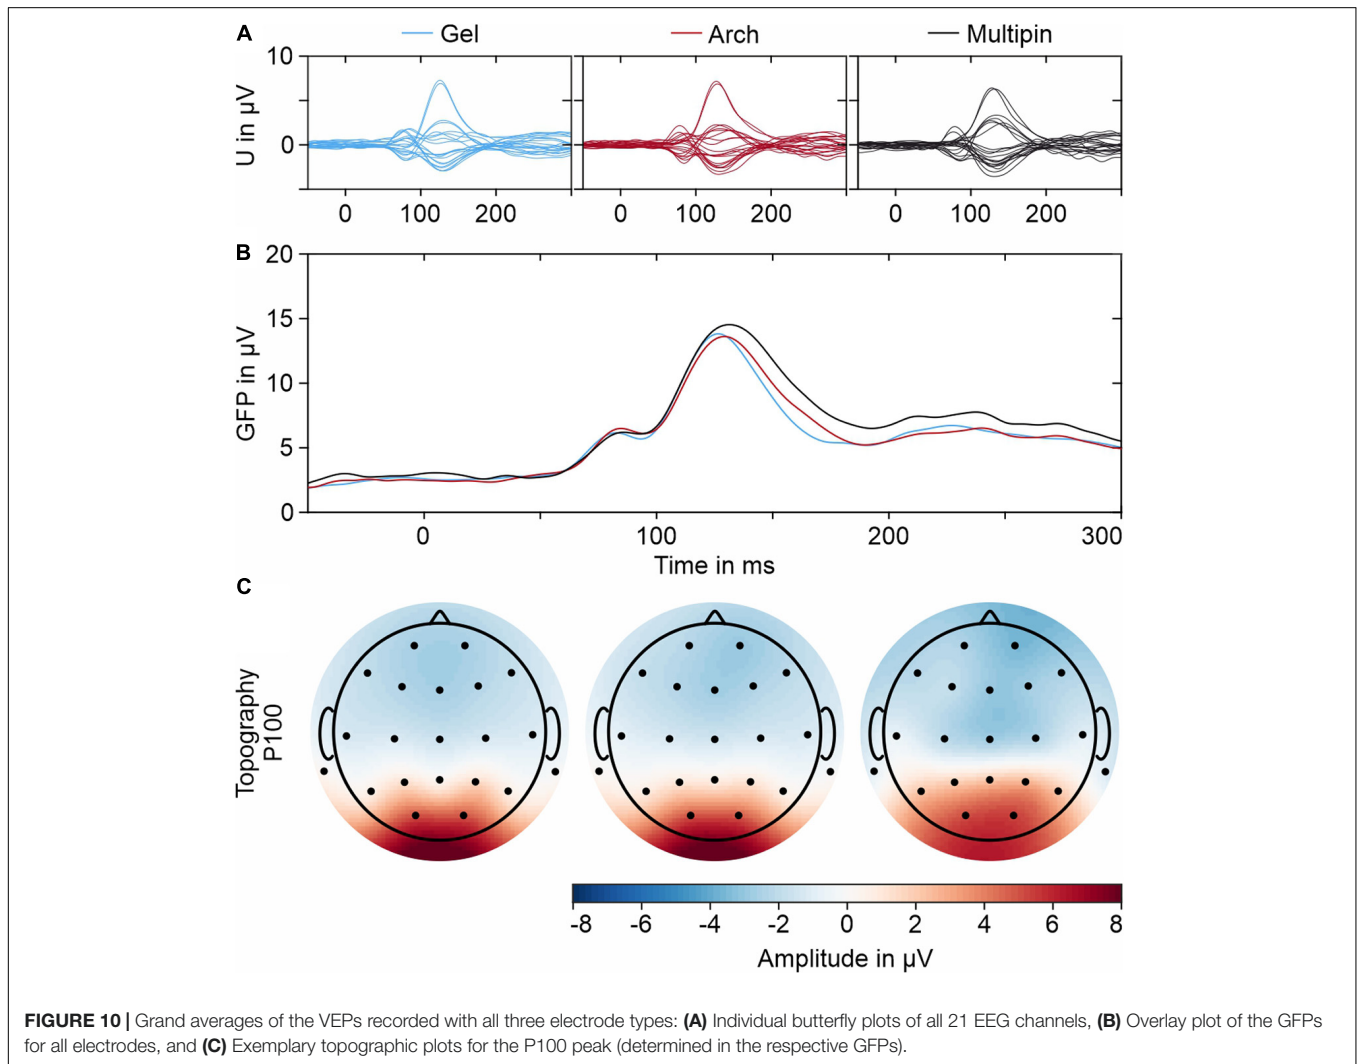 A
Gel
Arch
Multipin
10
0
U in µV
0 100 200
0 100 200
0 100 200
B
20
15
10
5
0
GFP in µV
0 100 200 300
Time in ms
C
Topography
P100
-8 -6 -4 -2 0 2 4 6 8
Amplitude in µV
FIGURE 10 | Grand averages of the VEPs recorded with all three electrode types: (A) Individual butterfly plots of all 21 EEG channels, (B) Overlay plot of the GFPs
for all electrodes, and (C) Exemplary topographic plots for the P100 peak (determined in the respective GFPs).